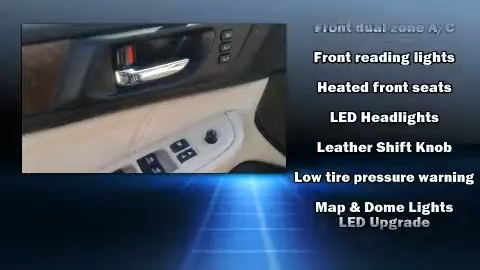 Front dual zone A/C
Front reading lights
Heated front seats
LED Headlights
Leather Shift Knob
Low tire pressure warning
Map & Dome Lights
LED Upgrade